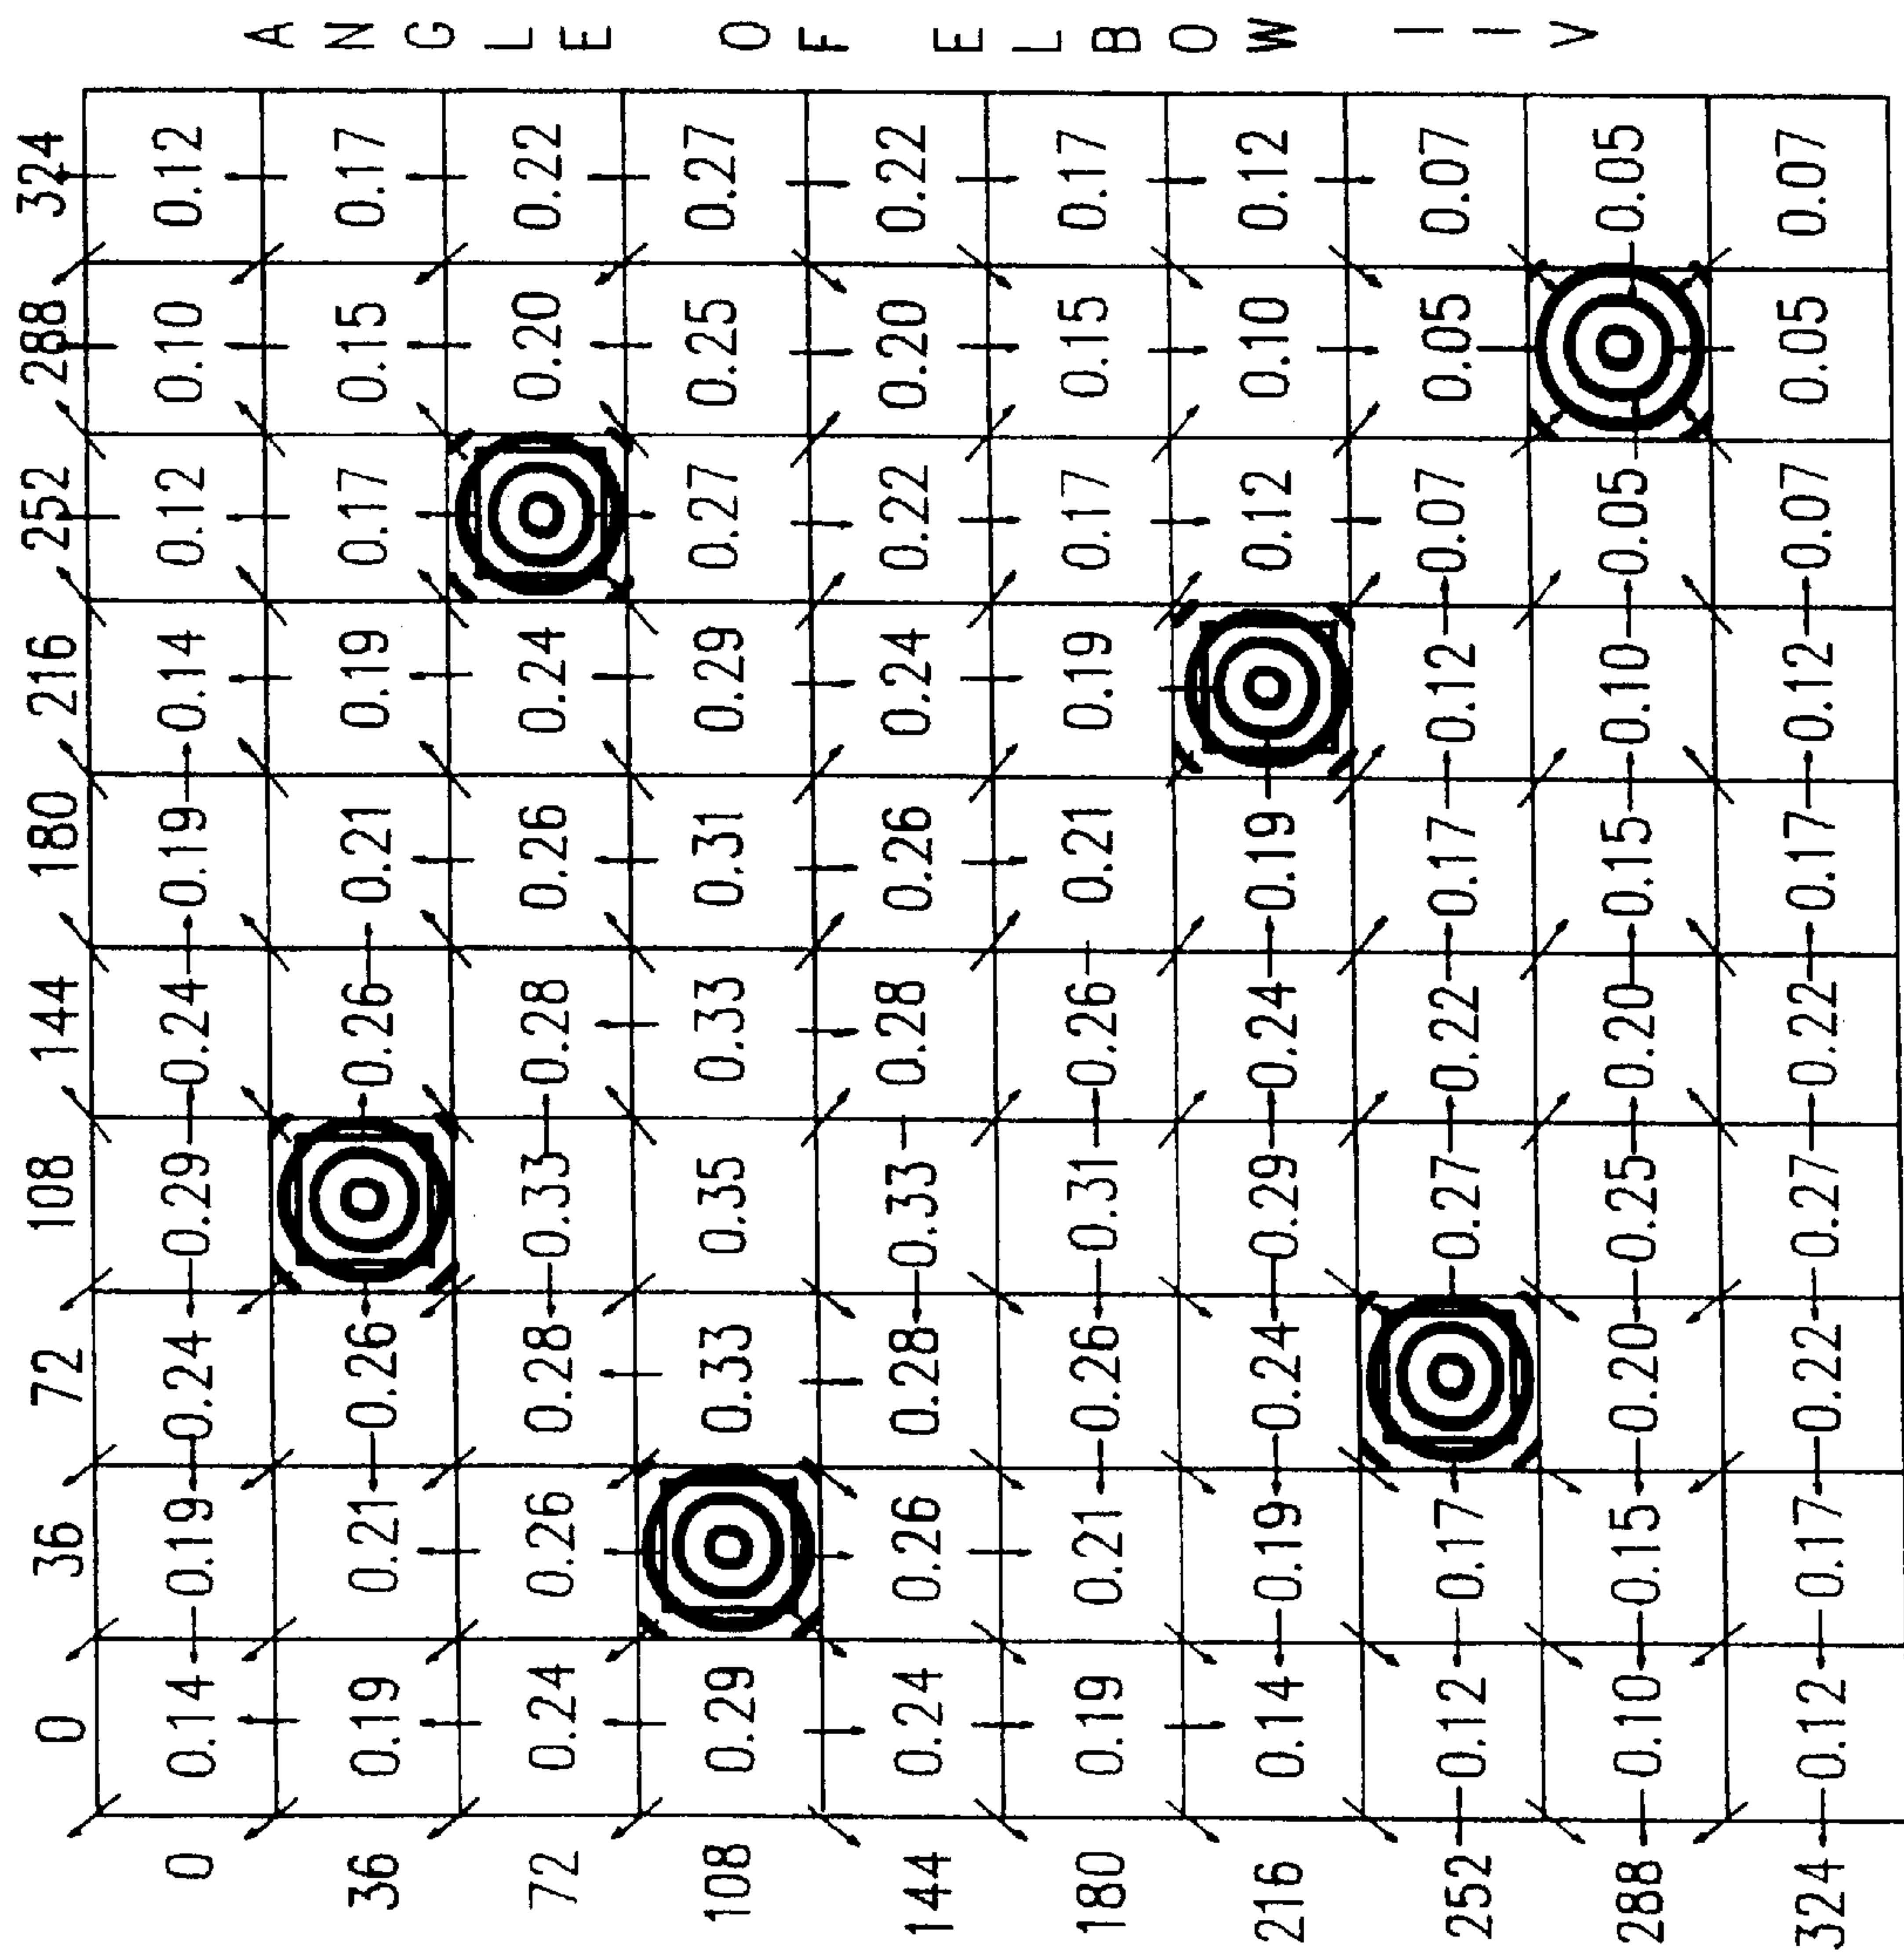 0 36 72 108 144 180 216 252 288 324
0 0.14 0.19 0.24 0.29 0.24 0.19 0.14 0.12 0.10 0.12
36 0.19 0.21 0.26 0.26 0.21 0.19 0.17 0.15 0.17
72 0.24 0.26 0.28 0.33 0.28 0.26 0.24 0.20 0.22
108 0.29 0.33 0.35 0.33 0.31 0.29 0.27 0.25 0.27
144 0.24 0.26 0.28 0.33 0.28 0.26 0.24 0.22 0.20 0.22
180 0.19 0.21 0.26 0.31 0.26 0.21 0.19 0.17 0.15 0.17
216 0.14 0.19 0.24 0.29 0.24 0.19 0.12 0.10 0.12
252 0.12 0.17 0.27 0.22 0.17 0.12 0.07 0.05 0.07
288 0.10 0.15 0.20 0.25 0.20 0.15 0.10 0.05 0.05
324 0.12 0.17 0.22 0.27 0.22 0.17 0.12 0.07 0.05 0.07
ANGLE OF ELBOW IIV